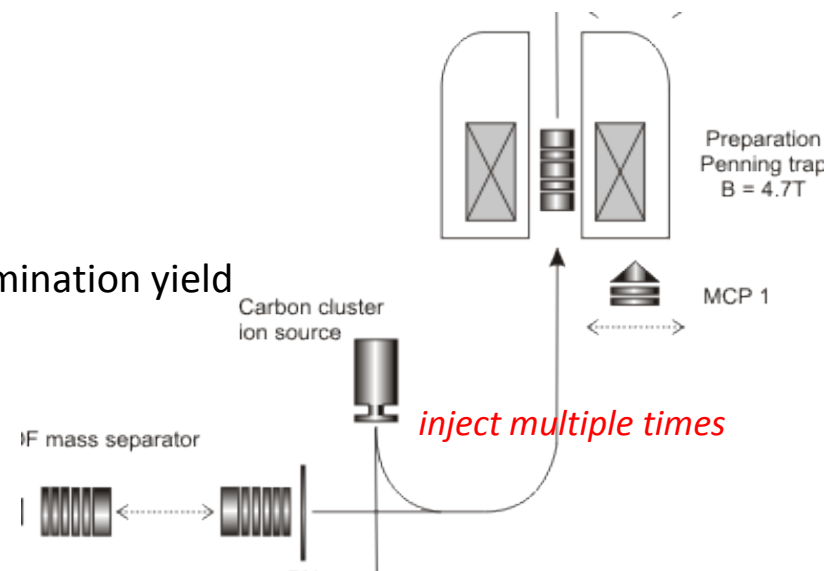 Preparation
Penning trap
B = 4.7T
mination yield
Carbon cluster
ion source
MCP 1
inject multiple times
F mass separator